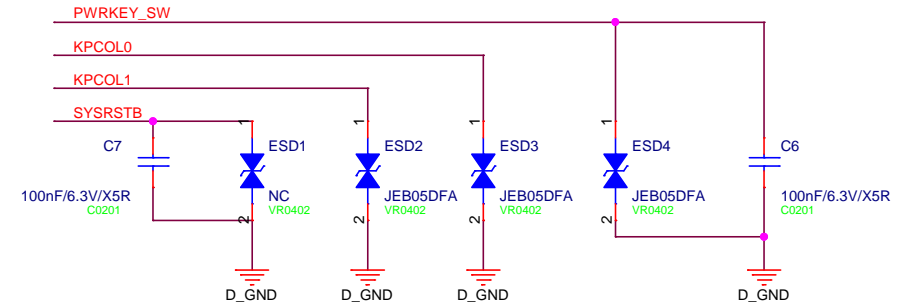 PWRKEY_SW
KPCOL0
KPCOL1
SYSRSTB
C7
1
ESD1
1
ESD2
1
ESD3
1
ESD4
C6
100nF/6.3V/X5R
C0201
2
NC
VR0402
2
JEB05DFA
VR0402
2
JEB05DFA
VR0402
2
JEB05DFA
VR0402
100nF/6.3V/X5R
C0201
D_GND
D_GND
D_GND
D_GND